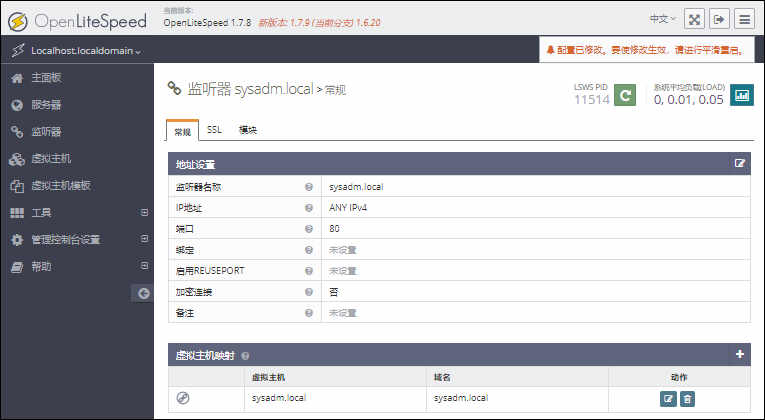 OpenLiteSpeed
当前版本:
OpenLiteSpeed 1.7.8 新版本: 1.7.9 (当前分支) 1.6.20
中文
Localhost.localdomain
配置已修改。要使修改生效，请进行平滑重启。
主面板
服务器
监听器
虚拟主机
虚拟主机模板
工具
管理控制台设置
帮助
监听器 sysadm.local > 常规
LSWS PID
11514
系统平均负载(LOAD)
0, 0.01, 0.05
常规 SSL 模块
地址设置
监听器名称 sysadm.local
IP地址 ANY IPv4
端口 80
绑定 未设置
启用REUSEPORT 未设置
加密连接 否
备注 未设置
虚拟主机映射
虚拟主机 域名 动作
sysadm.local sysadm.local